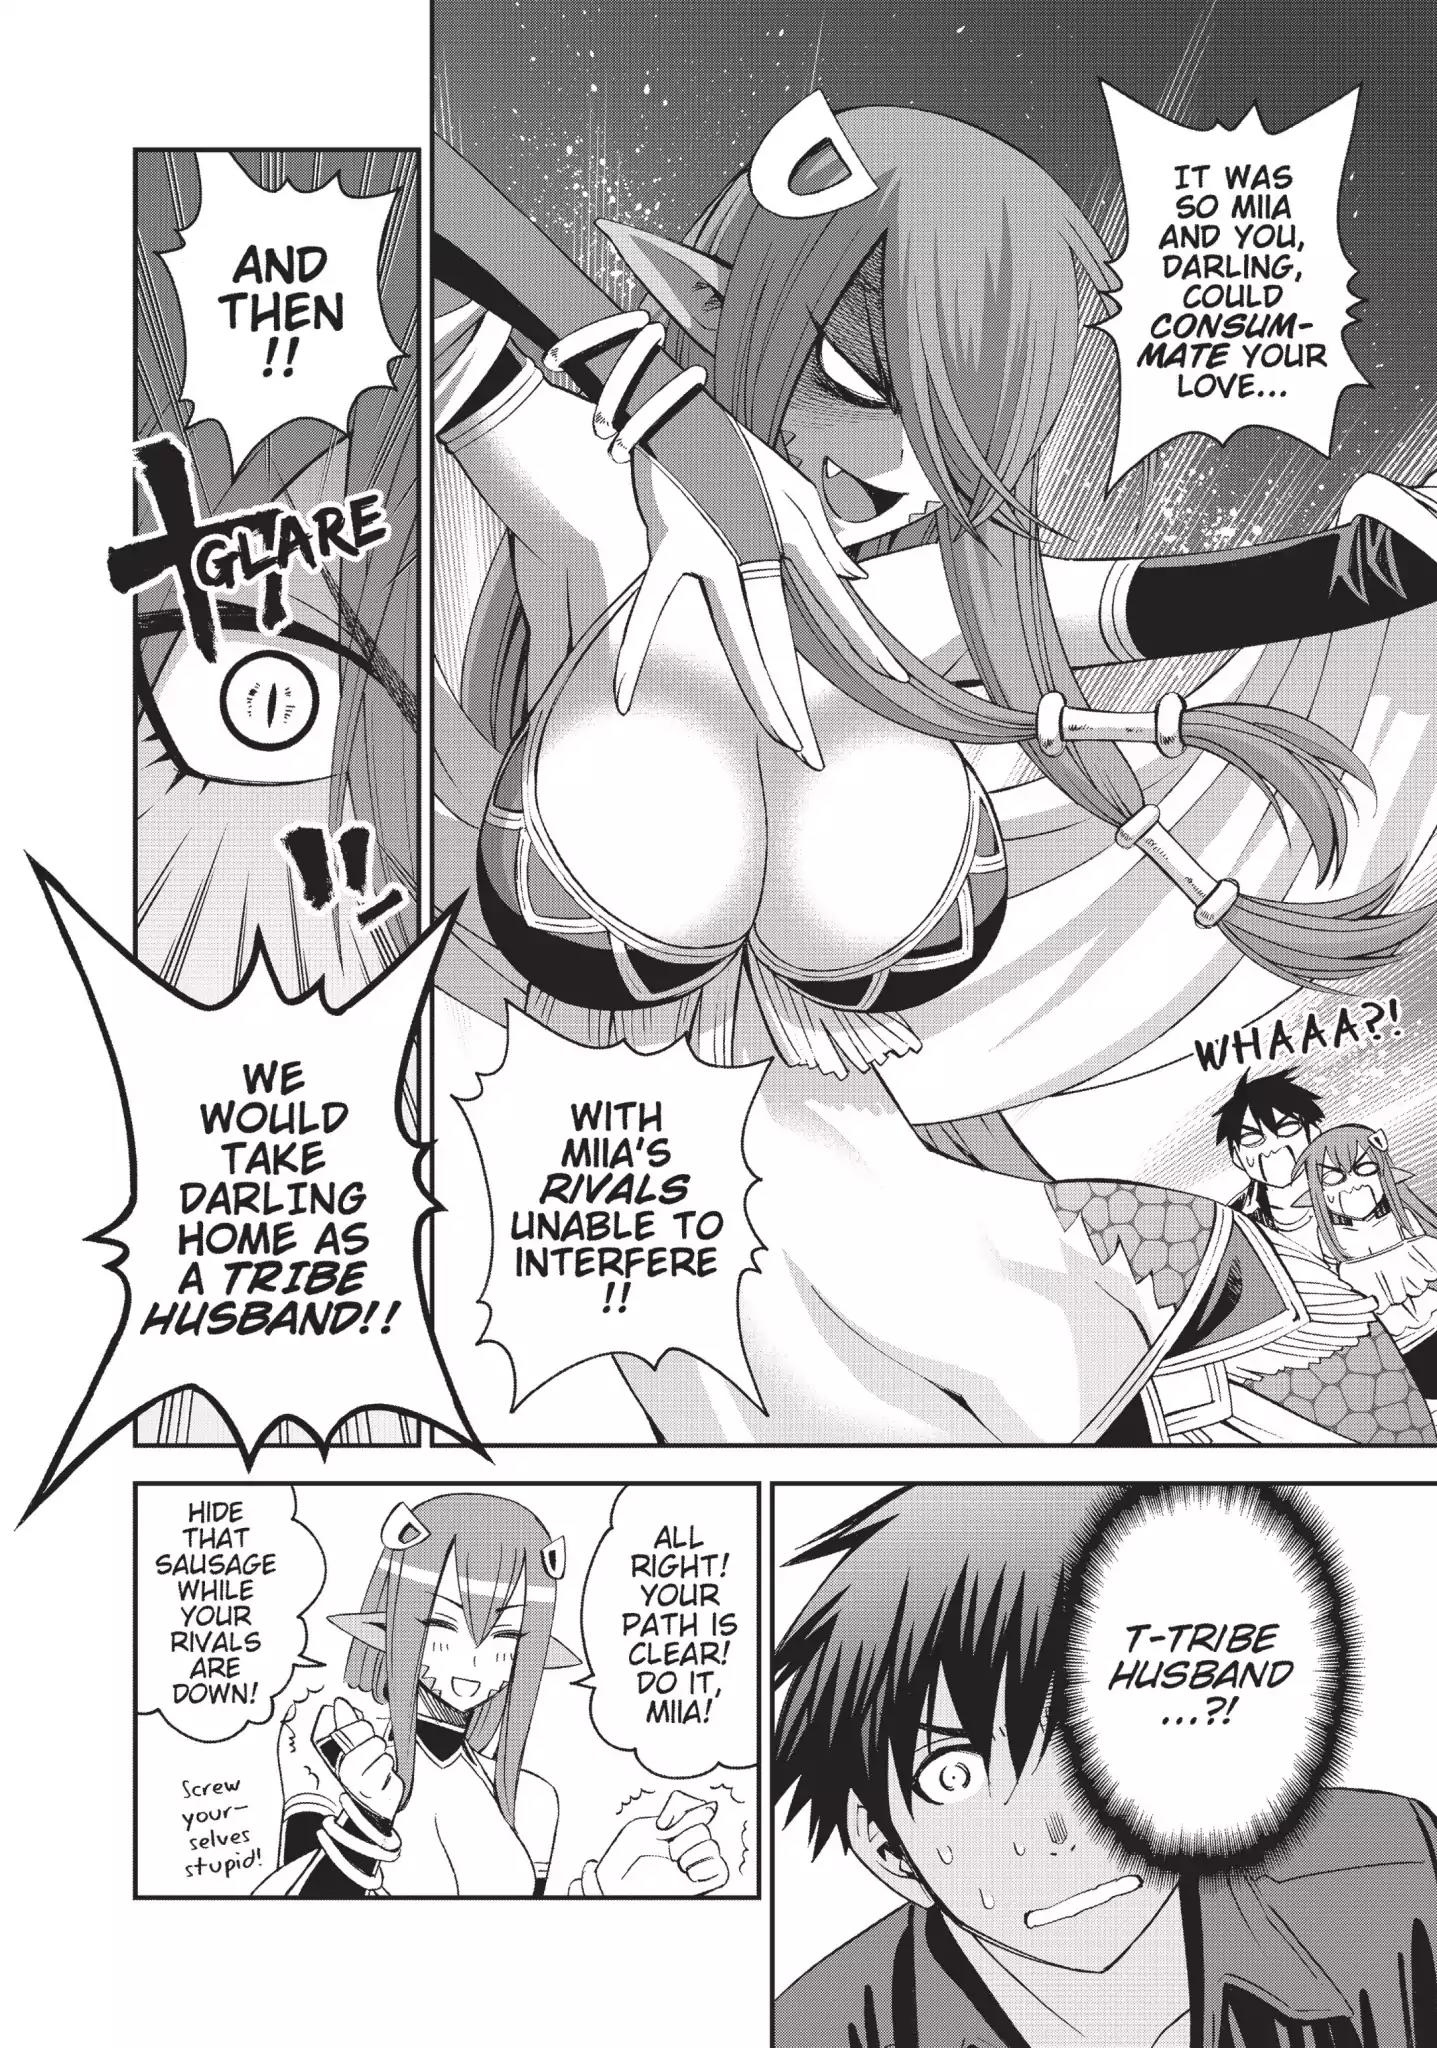 IT WAS
SO MIIA
AND YOU,
DARLING,
COULD
CONSUM-
MATE YOUR
LOVE...
WITH
MIIA'S
RIVALS
UNABLE TO
INTERFERE
!!
WHAAA?!
AND
THEN
!!
GLARE
WE
WOULD
TAKE
DARLING
HOME AS
A TRIBE
HUSBAND!!
T-TRIBE
HUSBAND
...?!
ALL
RIGHT!
YOUR
PATH IS
CLEAR!
DO IT,
MIIA!
HIDE
THAT
SAUSAGE
WHILE
YOUR
RIVALS
ARE
DOWN!
Screw
your-
selves
stupid!